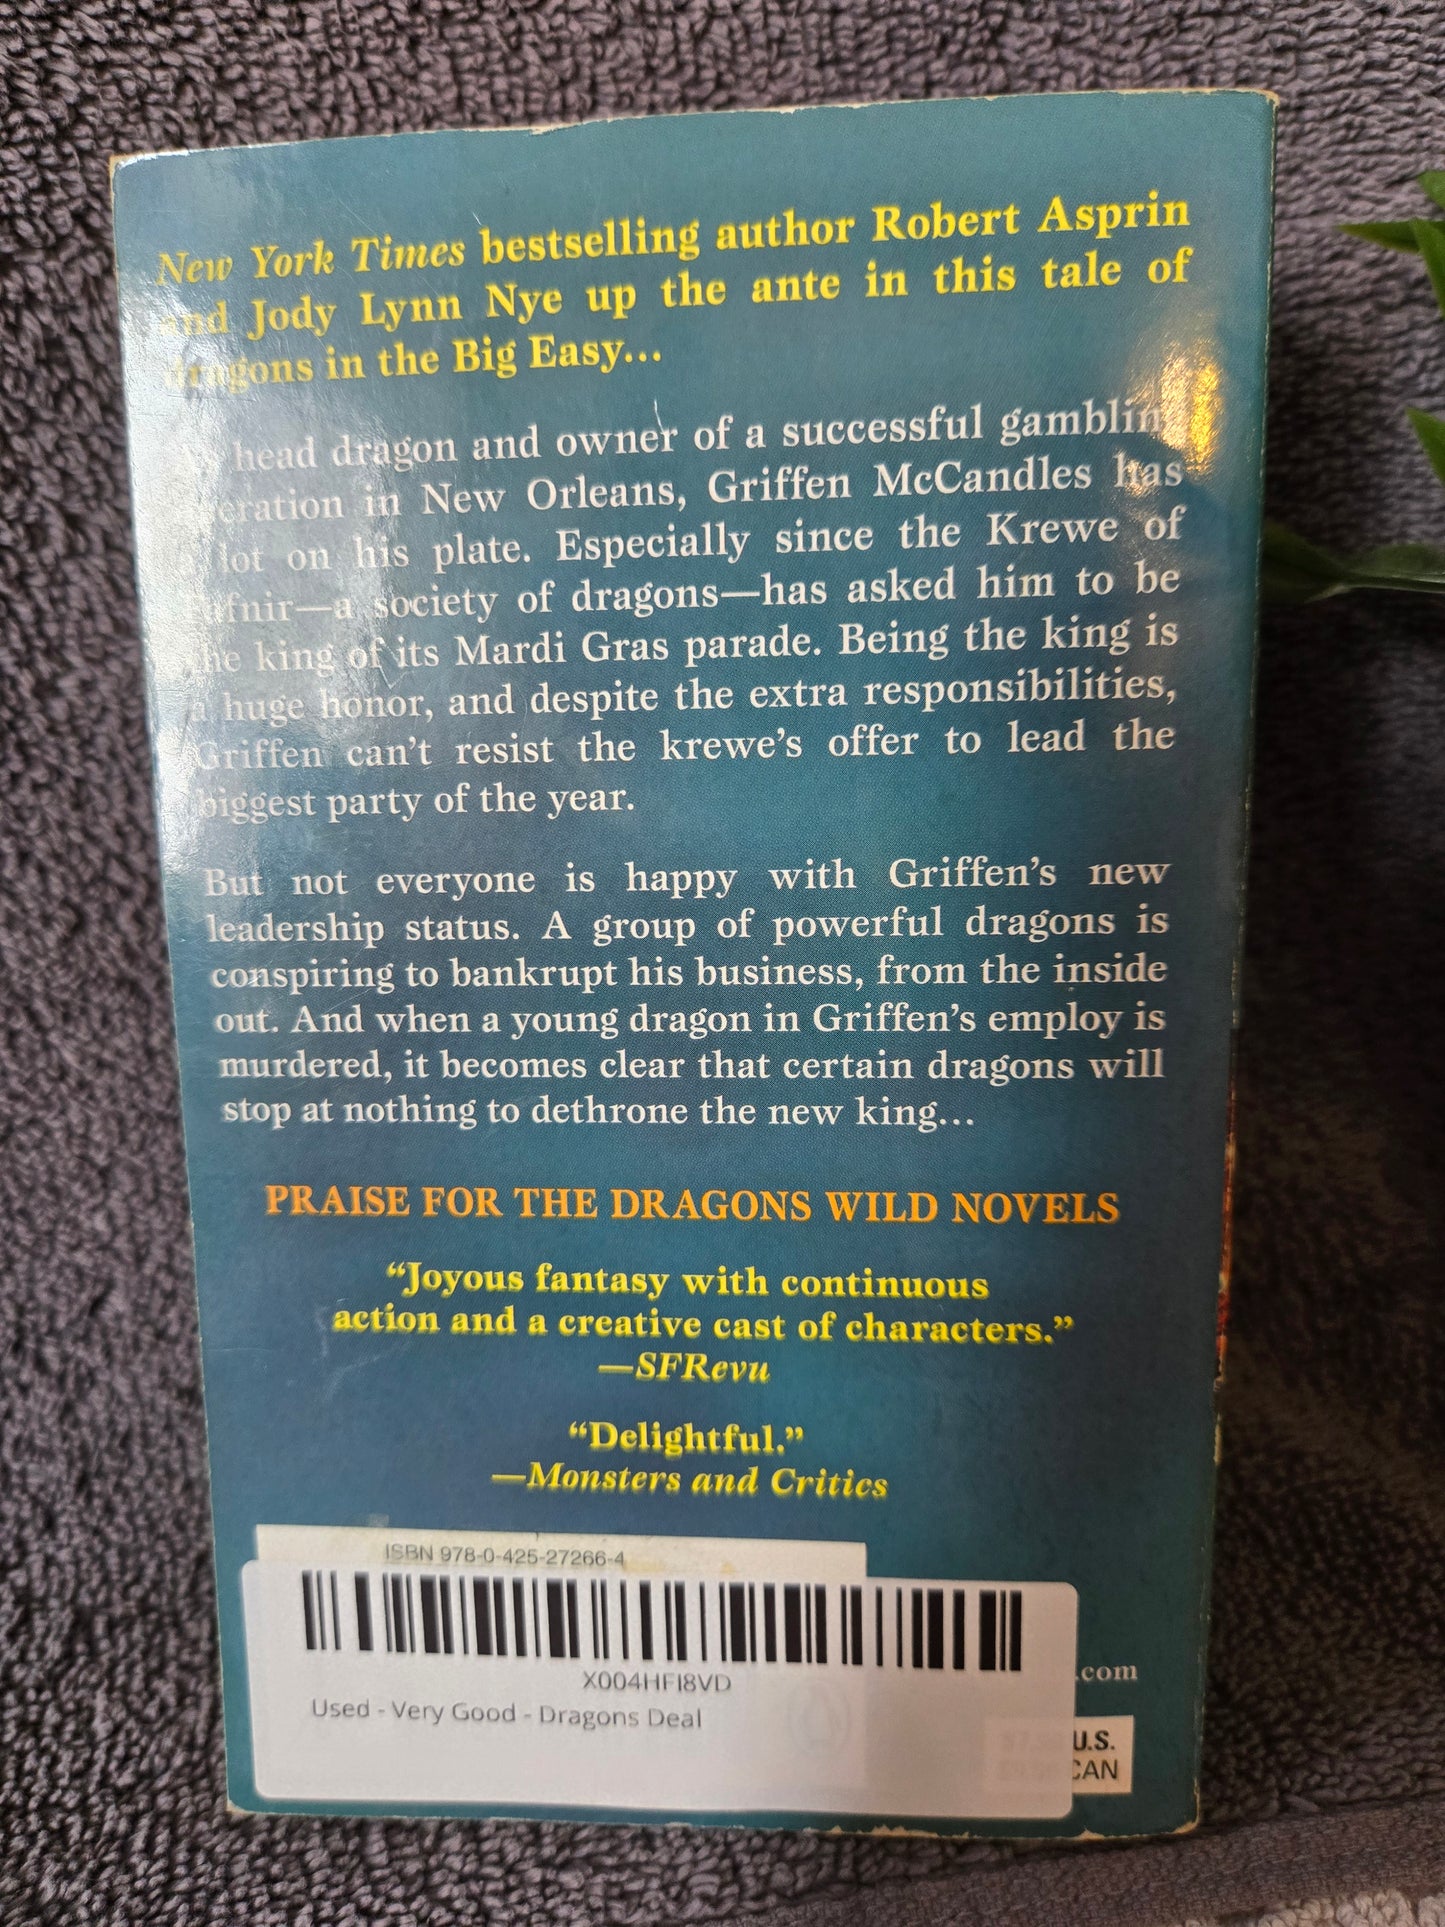 New York Times bestselling author Robert Asprin
and Jody Lynn Nye up the ante in this tale of
dragons in the Big Easy...
head dragon and owner of a successful gambling
operation in New Orleans, Griffen McCandles has
a lot on his plate. Especially since the Krewe of
Fafnir—a society of dragons—has asked him to be
the king of its Mardi Gras parade. Being the king is
a huge honor, and despite the extra responsibilities,
Griffen can't resist the krewe's offer to lead the
biggest party of the year.
But not everyone is happy with Griffen's new
leadership status. A group of powerful dragons is
conspiring to bankrupt his business, from the inside
out. And when a young dragon in Griffen's employ is
murdered, it becomes clear that certain dragons will
stop at nothing to dethrone the new king...
PRAISE FOR THE DRAGONS WILD NOVELS
“Joyous fantasy with continuous
action and a creative cast of characters.”
—SFRevu
“Delightful.”
—Monsters and Critics
ISBN 978-0-425-27266-4
X004HFI8VD
Used - Very Good - Dragons Deal
.com
U.S.
CAN